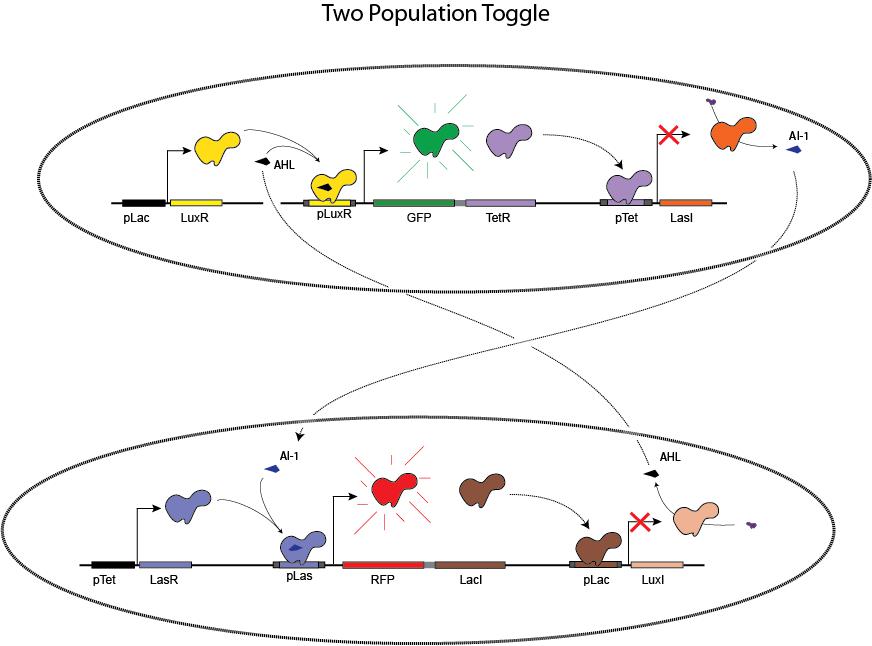 Two Population Toggle
AI-1
AHL
pLac
LuxR
pLuxR
GFP
TetR
pTet
LasI
AI-1
AHL
pTet
LasR
pLas
RFP
LacI
pLac
LuxI